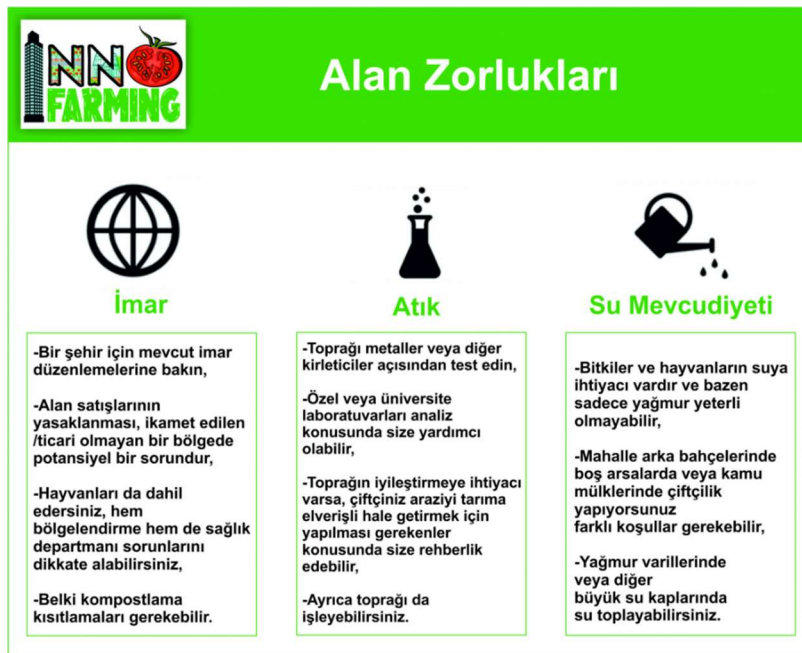 INNO
FARMING
Alan Zorlukları
İmar
-Bir şehir için mevcut imar
düzenlemelerine bakın,
-Alan satışlarının
yasaklanması, ikamet edilen
/ticari olmayan bir bölgede
potansiyel bir sorundur,
-Hayvanları da dahil
edersiniz, hem
bölgelendirme hem de sağlık
departmanı sorunlarını
dikkate alabilirsiniz,
-Belki kompostlama
kısıtlamaları gerekebilir.
Atık
-Toprağı metaller veya diğer
kirleticiler açısından test edin,
-Özel veya üniversite
laboratuvarları analiz
konusunda size yardımcı
olabilir,
-Toprağın iyileştirmeye ihtiyacı
varsa, çiftçiniz araziyi tarıma
elverişli hale getirmek için
yapılması gerekenler
konusunda size rehberlik
edebilir,
-Ayrıca toprağı da
işleyebilirsiniz.
Su Mevcudiyeti
-Bitkiler ve hayvanların suya
ihtiyacı vardır ve bazen
sadece yağmur yeterli
olmayabilir,
-Mahalle arka bahçelerinde
boş arsalarda veya kamu
mülklerinde çiftçilik
yapıyorsunuz
farklı koşullar gerekebilir,
-Yağmur varillerinde
veya diğer
büyük su kaplarında
su toplayabilirsiniz.